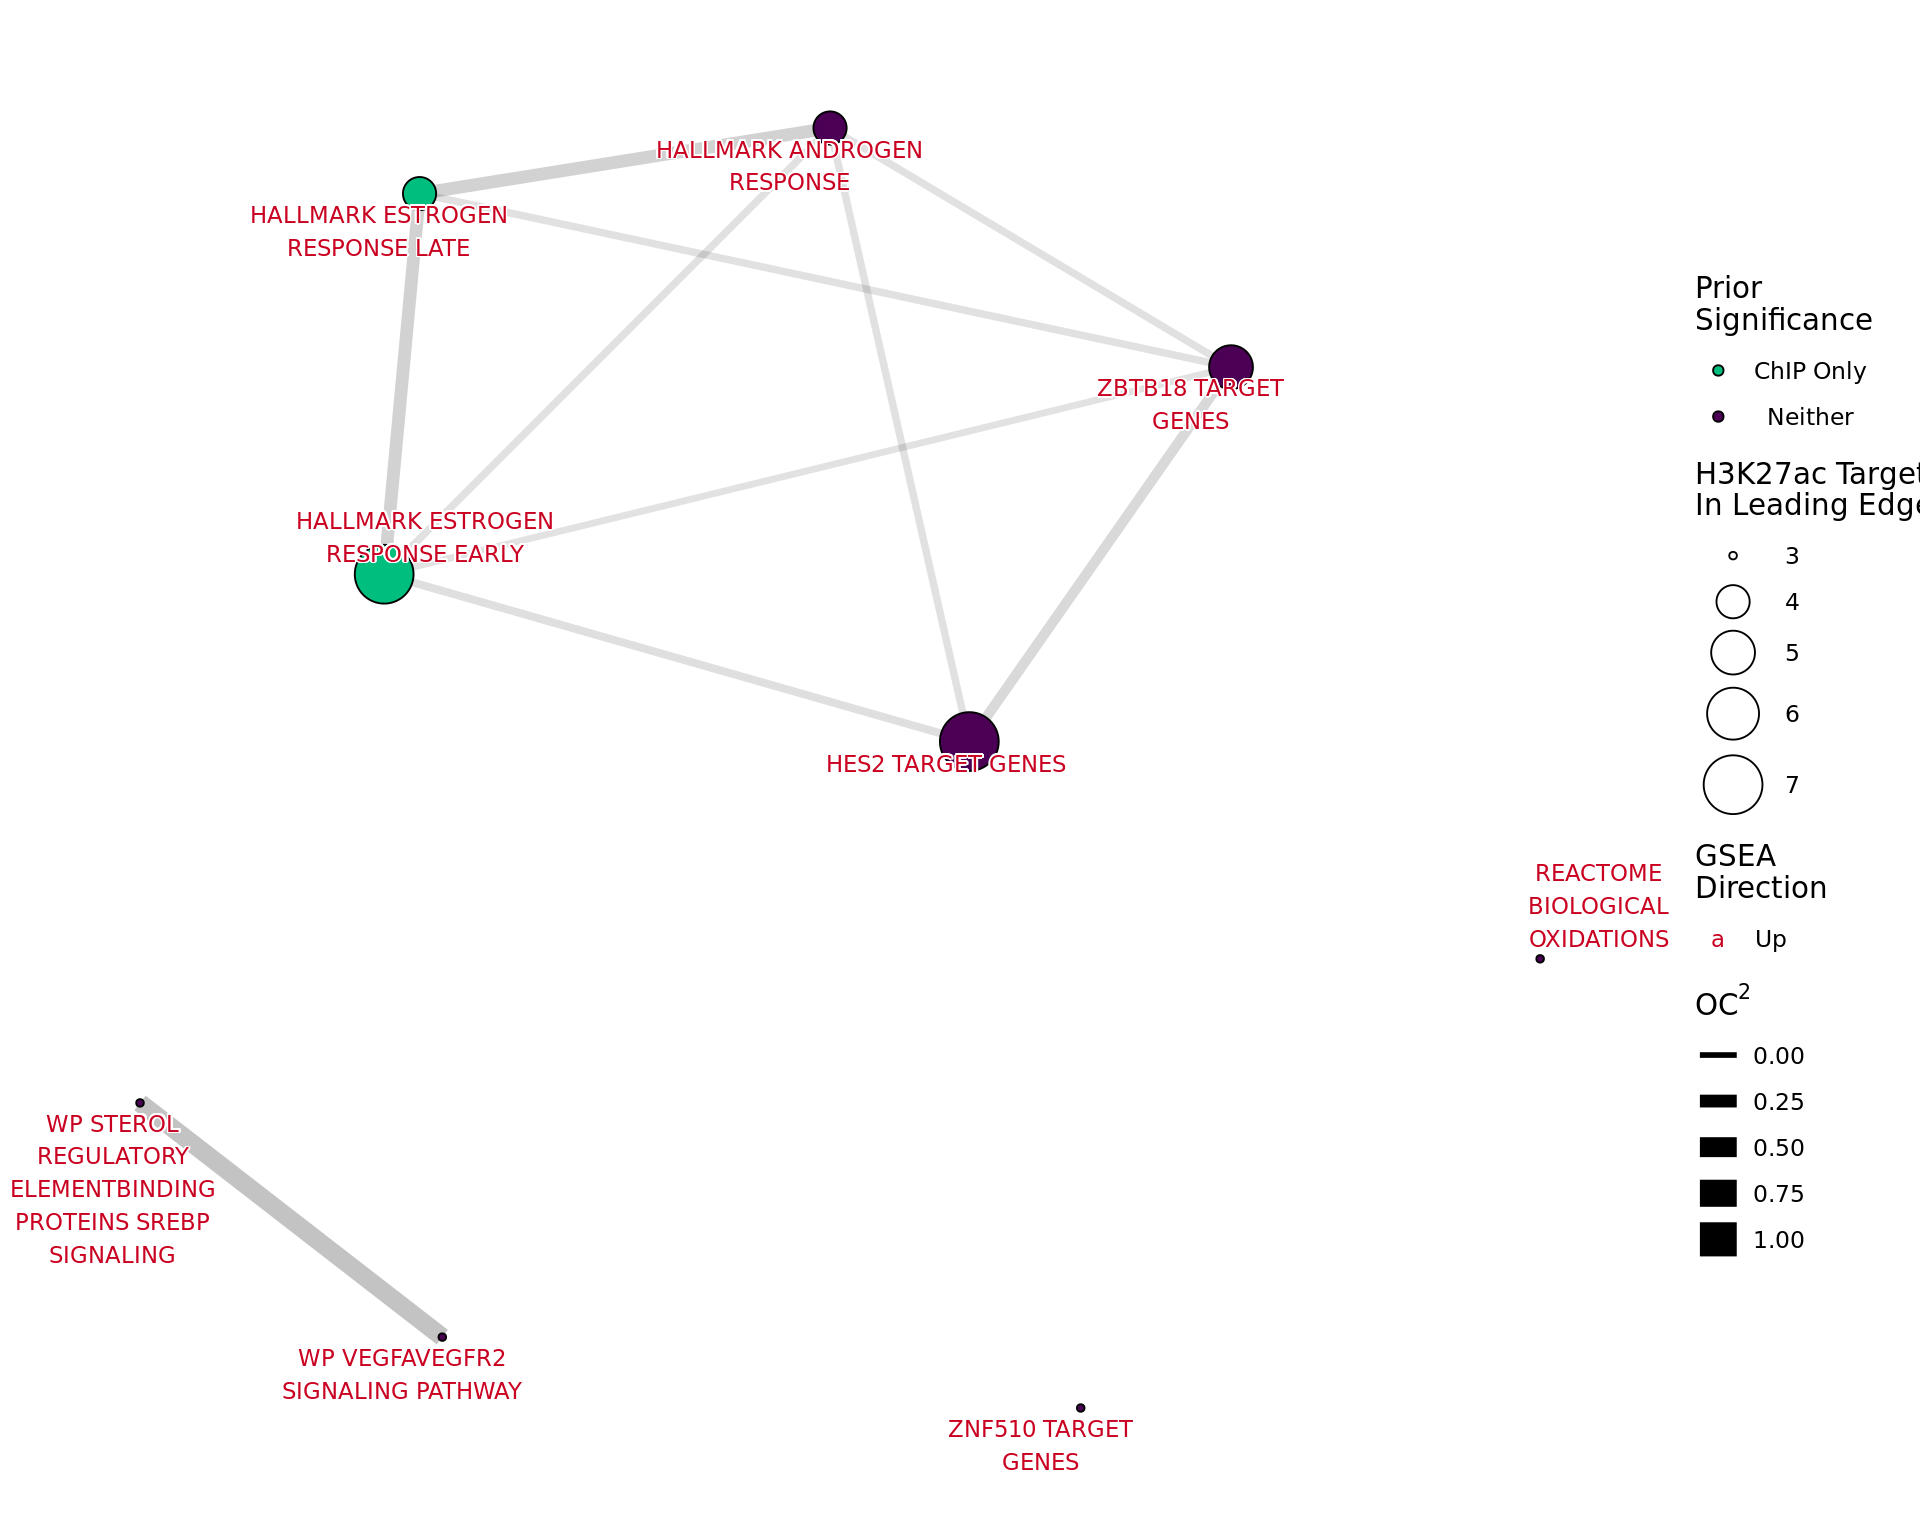 HALLMARK ANDROGEN
RESPONSE
HALLMARK ESTROGEN
RESPONSE LATE
ZBTB18 TARGET
GENES
HALLMARK ESTROGEN
RESPONSE EARLY
HES2 TARGET GENES
REACTOME
BIOLOGICAL
OXIDATIONS
WP STEROL
REGULATORY
ELEMENTBINDING
PROTEINS SREBP
SIGNALING
WP VEGFAVEGFR2
SIGNALING PATHWAY
ZNF510 TARGET
GENES
Prior
Significance
ChIP Only
Neither
H3K27ac Target
In Leading Edge
3
4
5
6
7
GSEA
Direction
a Up
OC²
0.00
0.25
0.50
0.75
1.00